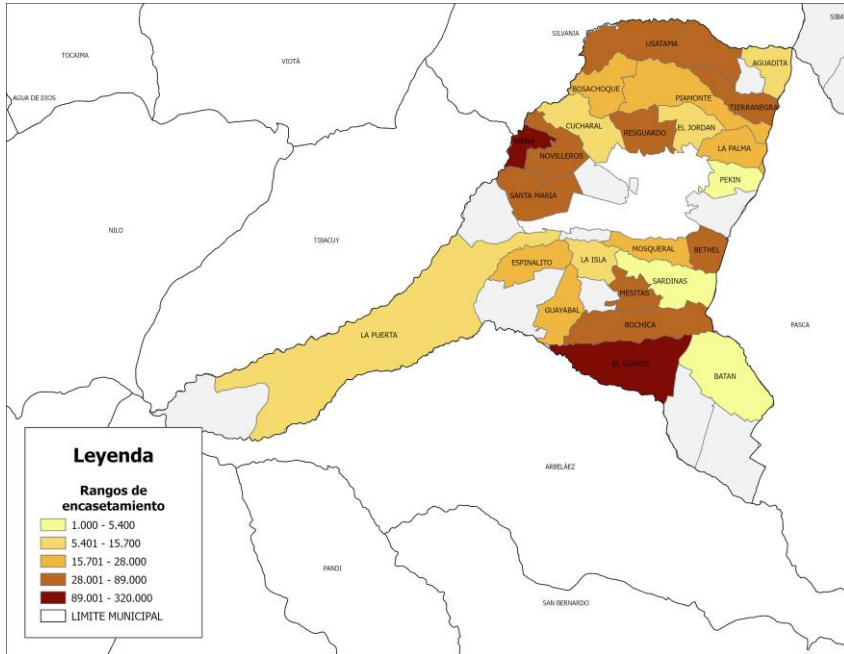 SIBA
SILVANIA
USATAMA
TOCAIMA
VIOTÁ
AGUADITA
BOSACHOQUE
AGUA DE DIOS
PIAMONTE
TIERRANEGRA
CUCHARAL
RESGUARDO
EL JORDAN
VIENA
LA PALMA
NOVILLEROS
PEKIN
SANTA MARIA
NILO
TIBACUY
MOSQUERAL
BETHEL
ESPINALITO
LA ISLA
SARDINAS
MESITAS
GUAYABAL
BOCHICA
PASCA
LA PUERTA
EL GUAVIO
BATAN
ARBELÁEZ
PANDI
SAN BERNARDO
Leyenda
Rangos de
encasetamiento
1.000 - 5.400
5.401 - 15.700
15.701 - 28.000
28.001 - 89.000
89.001 - 320.000
LIMITE MUNICIPAL